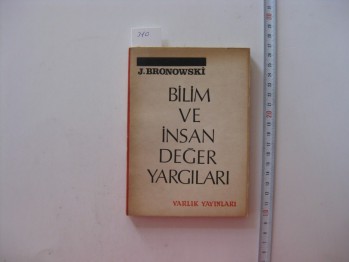 J. BRONOWSKİ
BİLİM
VE
İNSAN
DEĞER
YARGILARI
VARLIK YAYINLARI